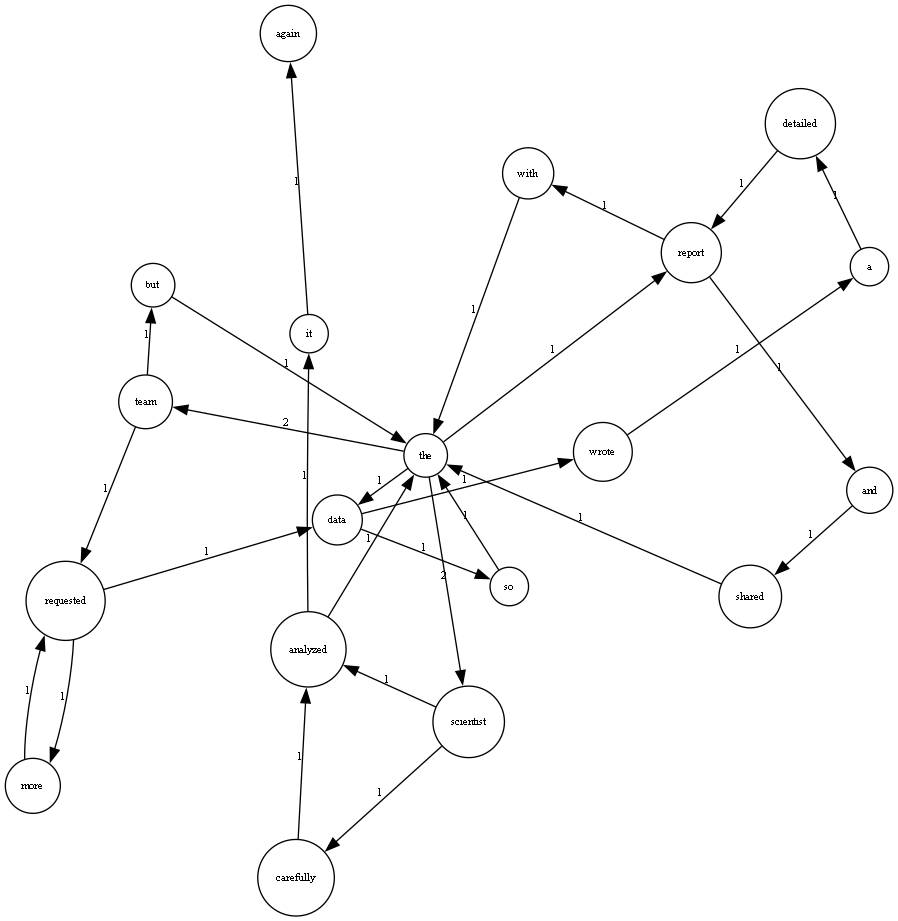 again
detailed
1
with
1
1
1
report
a
but
1
it
1
1
1
1
1
team
2
the
wrote
1
1
1
1
and
data
1
1
1
1
1
1
so
2
shared
requested
analyzed
1
1
1
scientist
1
more
1
carefully